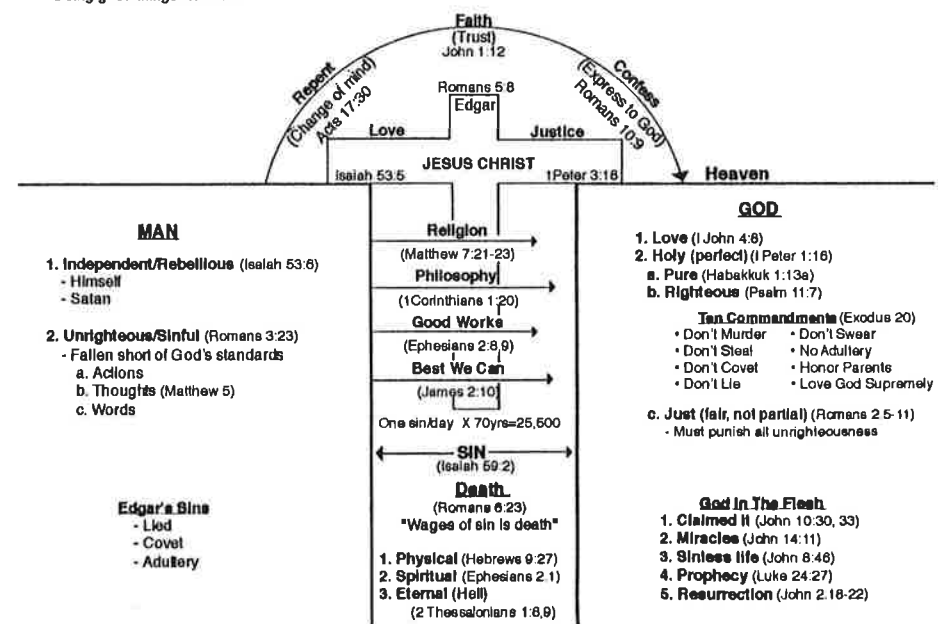 Faith
(Trust)
John 1:12
Repent
(Change of mind)
Acts 17:30
Confess
(Express to God)
Romans 10:9
Romans 5:8
Edgar
Love
Justice
JESUS CHRIST
Isaiah 53:5
1Peter 3:18
Heaven
MAN
1. Independent/Rebellious (Isaiah 53:6)
- Himself
- Satan
2. Unrighteous/Sinful (Romans 3:23)
- Fallen short of God's standards
a. Actions
b. Thoughts (Matthew 5)
c. Words
Edgar's Sins
- Lied
- Covet
- Adultery
Religion
(Matthew 7:21-23)
Philosophy
(1Corinthians 1:20)
Good Works
(Ephesians 2:8,9)
Best We Can
(James 2:10)
One sin/day X 70yrs=25,500
SIN
(Isaiah 59:2)
Death
(Romans 6:23)
"Wages of sin is death"
1. Physical (Hebrews 9:27)
2. Spiritual (Ephesians 2.1)
3. Eternal (Hell)
(2 Thessalonians 1:8,9)
GOD
1. Love (I John 4:8)
2. Holy (perfect) (I Peter 1:16)
a. Pure (Habakkuk 1:13a)
b. Righteous (Psalm 11:7)
Ten Commandments (Exodus 20)
• Don't Murder • Don't Swear
• Don't Steal • No Adultery
• Don't Covet • Honor Parents
• Don't Lie • Love God Supremely
c. Just (fair, not partial) (Romans 2 5-11)
- Must punish all unrighteousness
God In The Flesh
1. Claimed it (John 10:30, 33)
2. Miracles (John 14:11)
3. Sinless life (John 8:46)
4. Prophecy (Luke 24:27)
5. Resurrection (John 2.18-22)